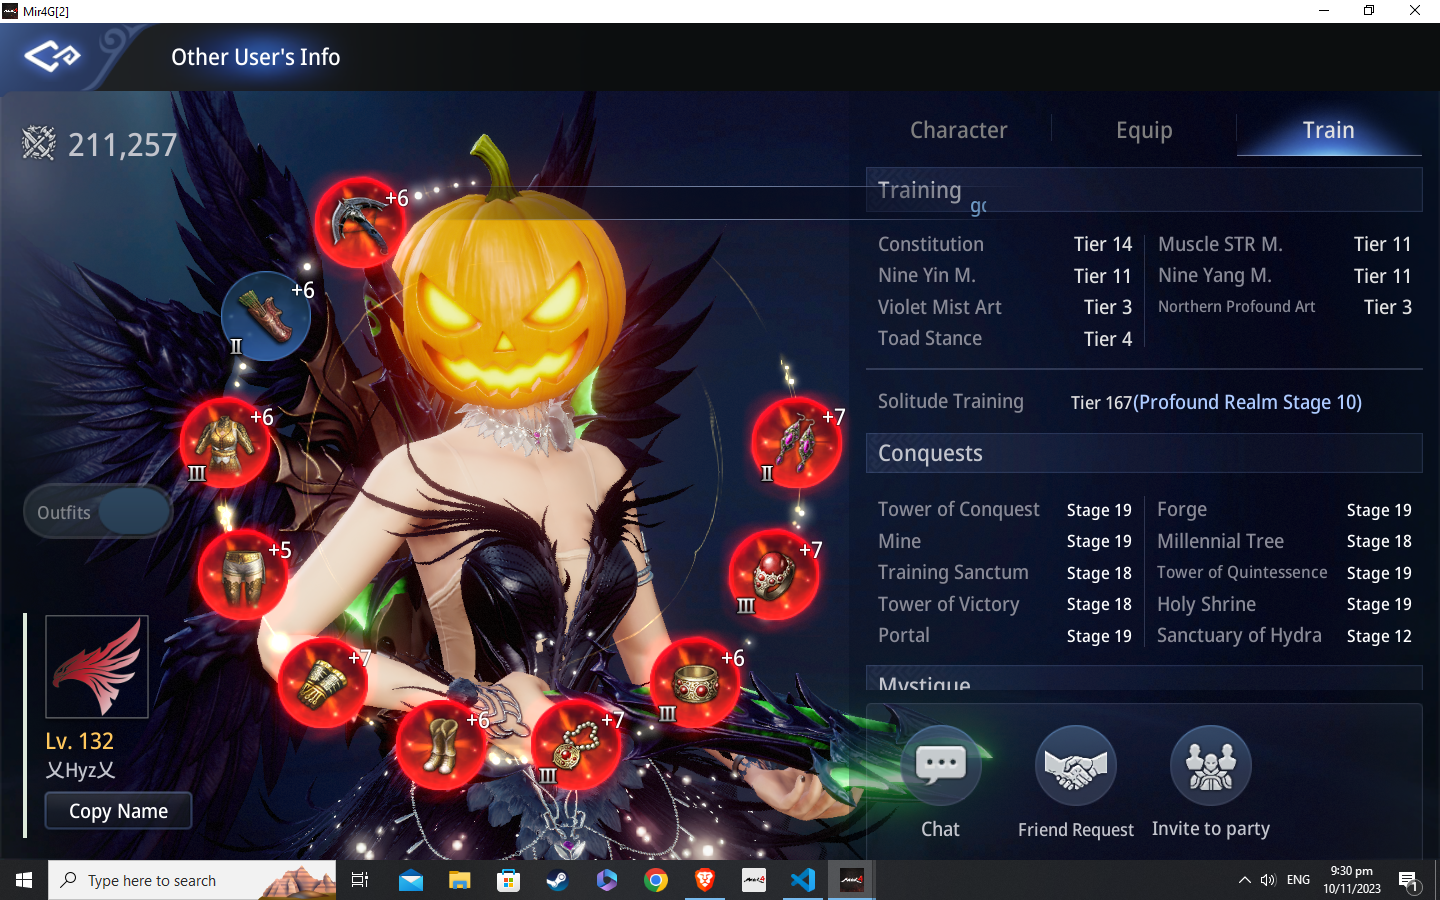 Mir4G[2]
Other User's Info
211,257
Character Equip Train
Training
Constitution Tier 14 Muscle STR M. Tier 11
Nine Yin M. Tier 11 Nine Yang M. Tier 11
Violet Mist Art Tier 3 Northern Profound Art Tier 3
Toad Stance Tier 4
Solitude Training Tier 167(Profound Realm Stage 10)
Conquests
Tower of Conquest Stage 19 Forge Stage 19
Mine Stage 19 Millennial Tree Stage 18
Training Sanctum Stage 18 Tower of Quintessence Stage 19
Tower of Victory Stage 18 Holy Shrine Stage 19
Portal Stage 19 Sanctuary of Hydra Stage 12
Mystique
+6
+6
II
+6
III
+5
+7
+6
+7
III
+6
III
+7
III
+7
II
Outfits
Lv. 132
乂Hyz乂
Copy Name
Chat Friend Request Invite to party
Type here to search
ENG
9:30 pm
10/11/2023
1